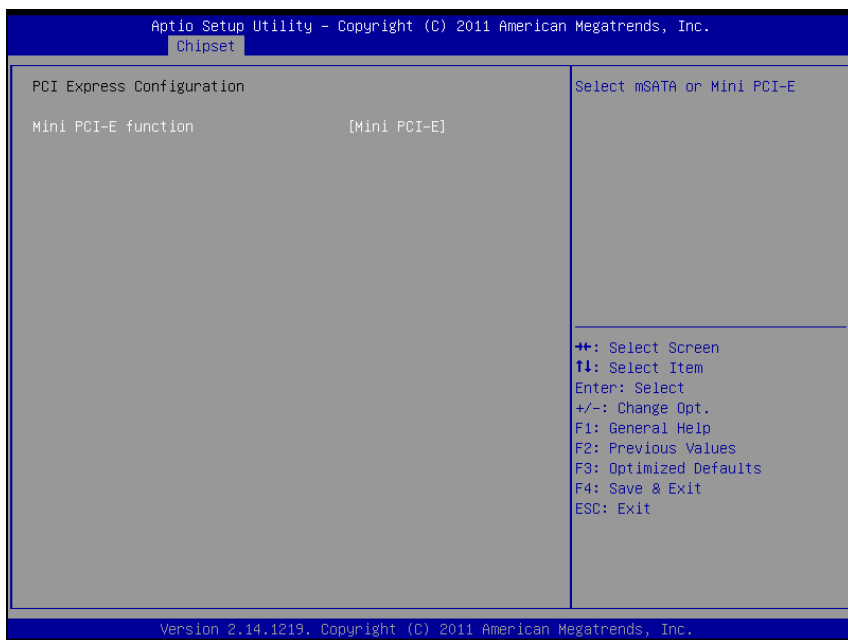 Aptio Setup Utility – Copyright (C) 2011 American Megatrends, Inc.
Chipset
PCI Express Configuration
Mini PCI-E function [Mini PCI-E]
Select mSATA or Mini PCI-E
→←: Select Screen
↑↓: Select Item
Enter: Select
+/-: Change Opt.
F1: General Help
F2: Previous Values
F3: Optimized Defaults
F4: Save & Exit
ESC: Exit
Version 2.14.1219. Copyright (C) 2011 American Megatrends, Inc.